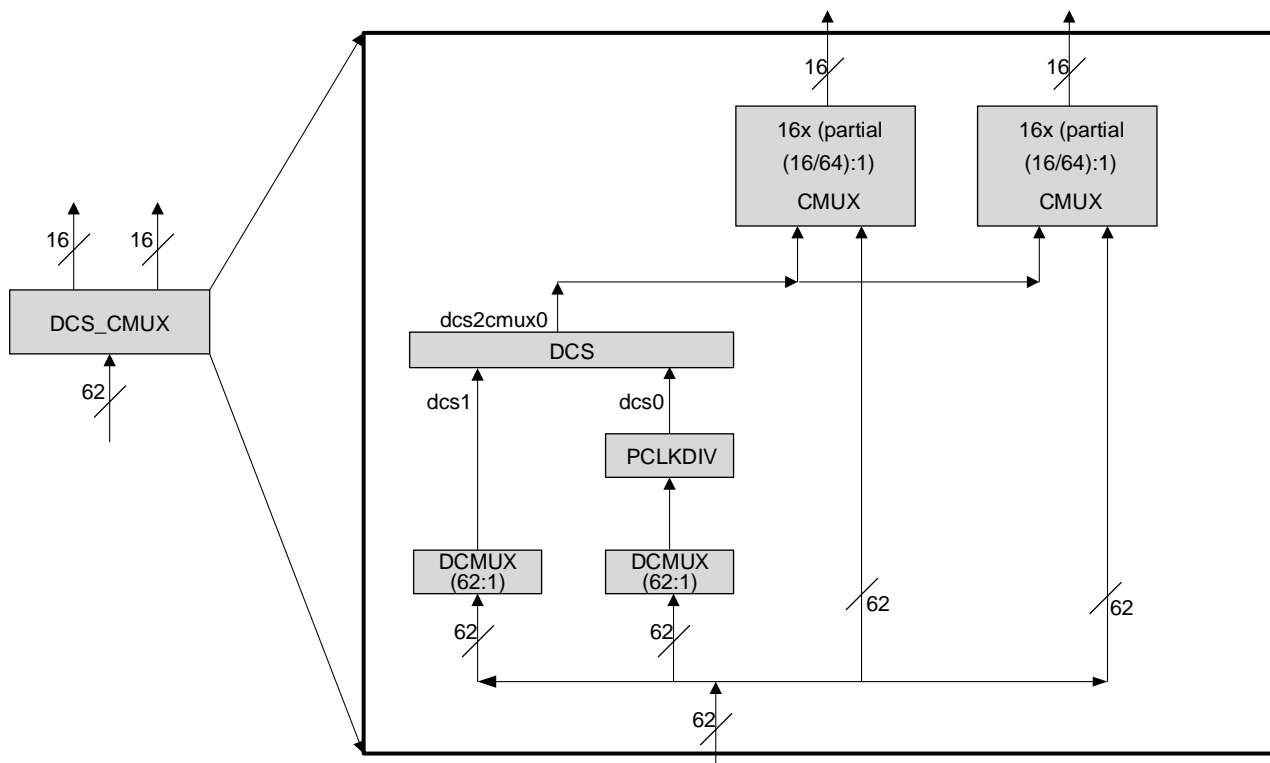 16
16
16x (partial
(16/64):1)
CMUX
16x (partial
(16/64):1)
CMUX
16
16
DCS_CMUX
62
dcs2cmux0
DCS
dcs1
dcs0
PCLKDIV
DCMUX
(62:1)
DCMUX
(62:1)
62
62
62
62
62